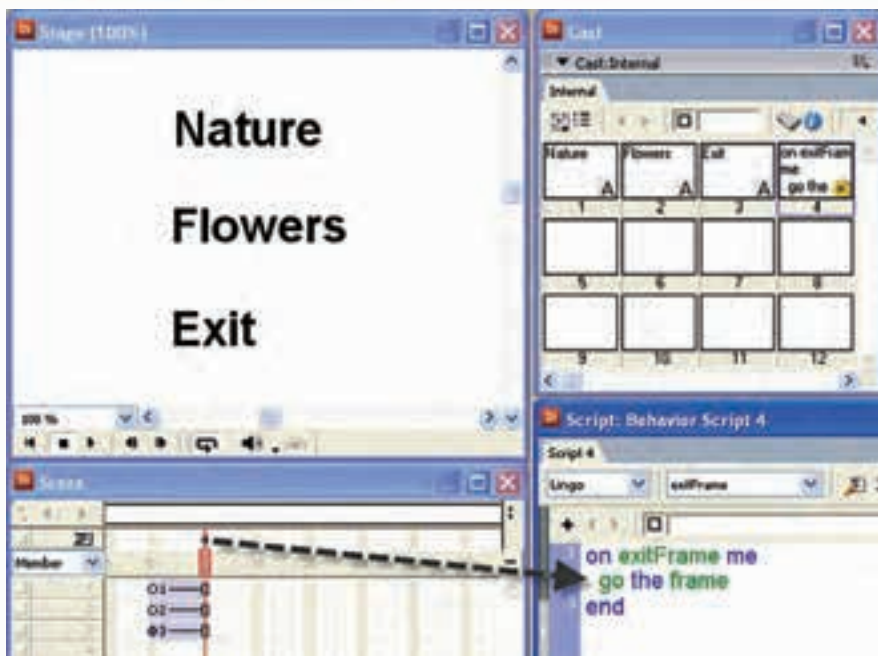 Stage (100%)
Nature
Flowers
Exit
100 %
Score
Member
Cast
Cast:Internal
Internal
Nature
Flowers
Exit
on exitFram
me
go the
1
2
3
4
5
6
7
8
9
10
11
12
Script: Behavior Script 4
Script 4
Lingo
exitFrame
on exitFrame me
go the frame
end